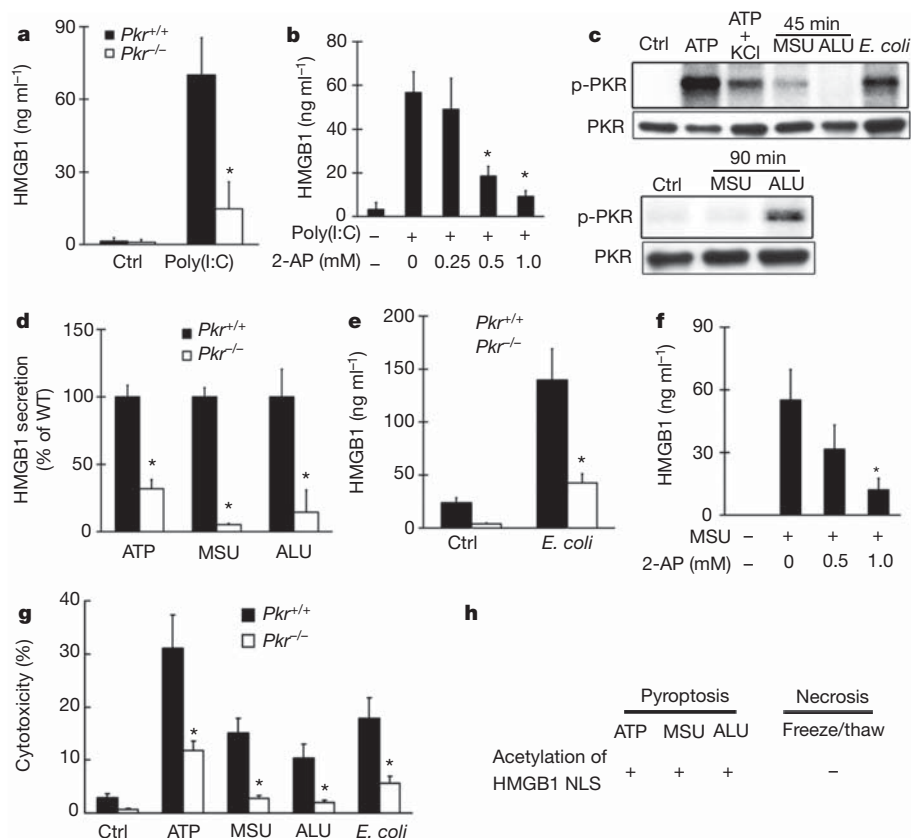 a
Pkr+/+
Pkr−/−
HMGB1 (ng ml−1)
90
60
30
0
*
Ctrl Poly(I:C)
b
HMGB1 (ng ml−1)
80
60
40
20
0
* *
Poly(I:C) − + + + +
2-AP (mM) − 0 0.25 0.5 1.0
c
45 min
Ctrl ATP ATP + KCl MSU ALU E. coli
p-PKR
PKR
90 min
Ctrl MSU ALU
p-PKR
PKR
d
Pkr+/+
Pkr−/−
HMGB1 secretion
(% of WT)
150
100
50
0
* * *
ATP MSU ALU
e
Pkr+/+
Pkr−/−
HMGB1 (ng ml−1)
200
150
100
50
0
*
Ctrl E. coli
f
HMGB1 (ng ml−1)
90
60
30
0
*
MSU − + + +
2-AP (mM) − 0 0.5 1.0
g
Pkr+/+
Pkr−/−
Cytotoxicity (%)
40
30
20
10
0
* * * *
Ctrl ATP MSU ALU E. coli
h
Pyroptosis Necrosis
ATP MSU ALU Freeze/thaw
Acetylation of
HMGB1 NLS + + + −